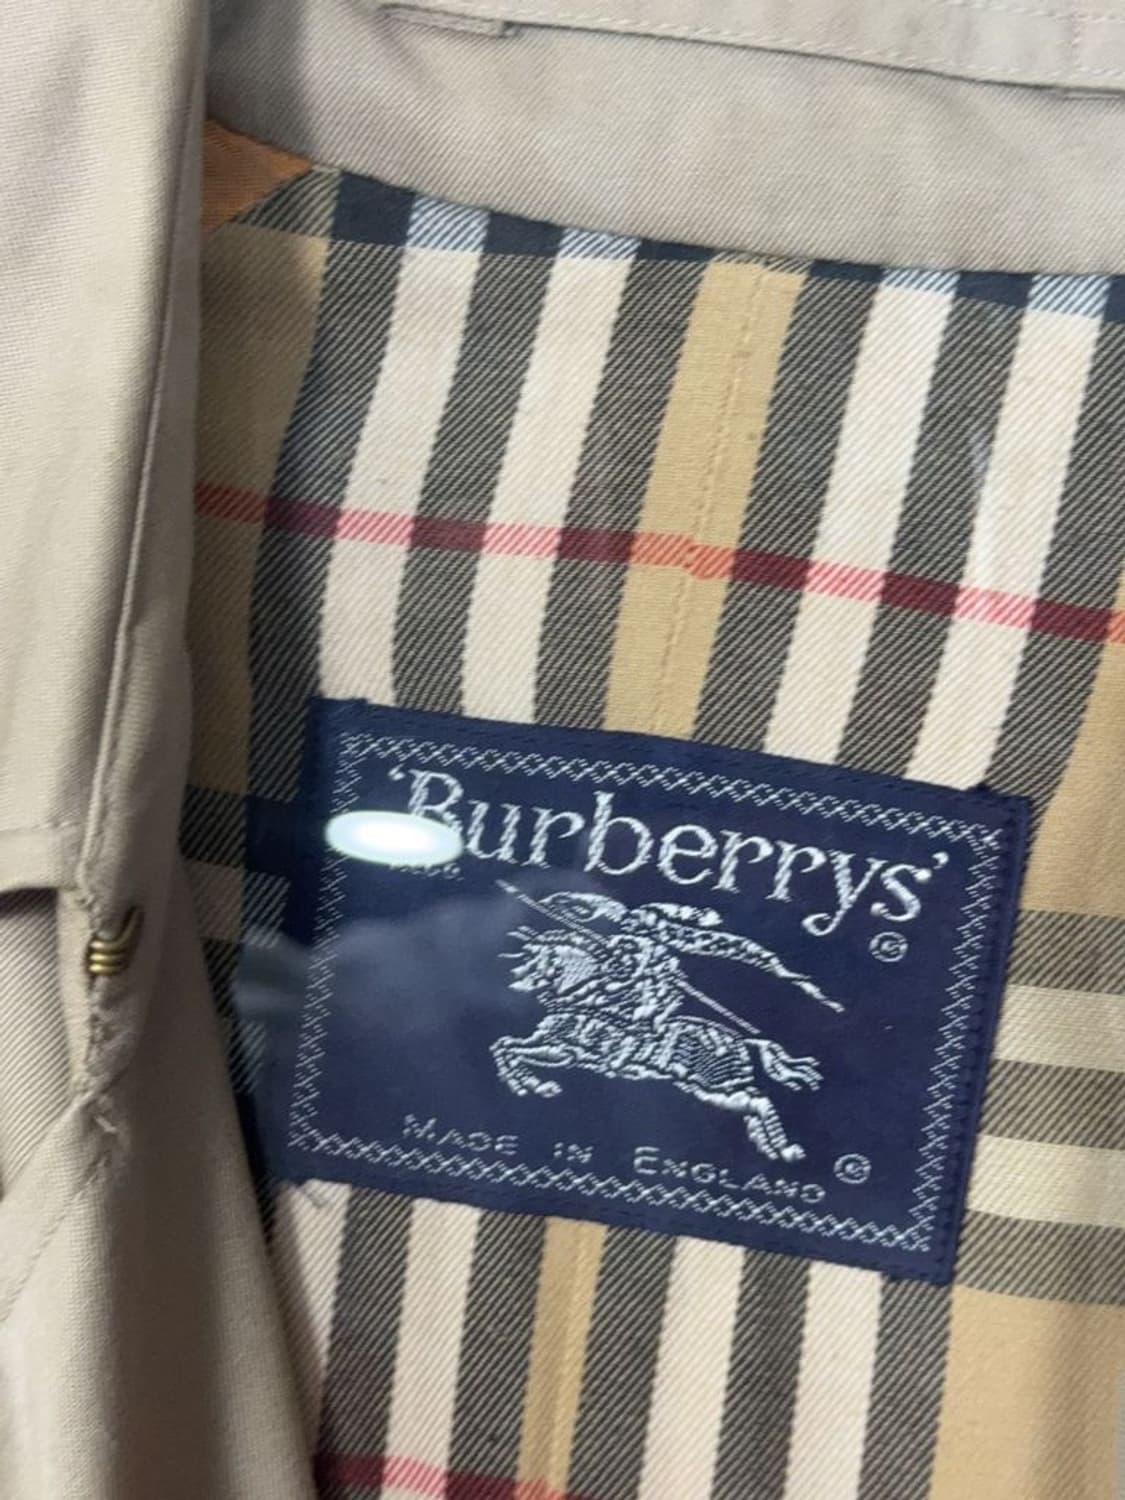 'Burberrys'
®
MADE IN ENGLAND ®